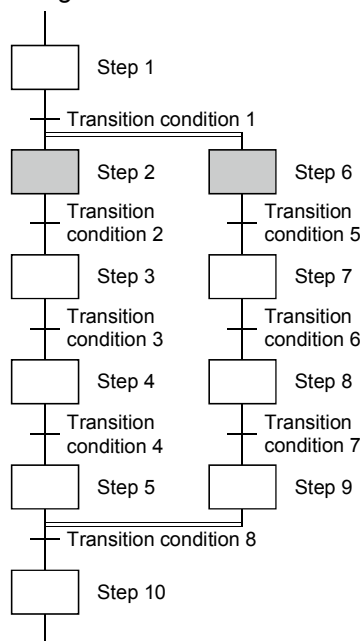 Step 1
Transition condition 1
Step 2
Step 6
Transition
condition 2
Transition
condition 5
Step 3
Step 7
Transition
condition 3
Transition
condition 6
Step 4
Step 8
Transition
condition 4
Transition
condition 7
Step 5
Step 9
Transition condition 8
Step 10